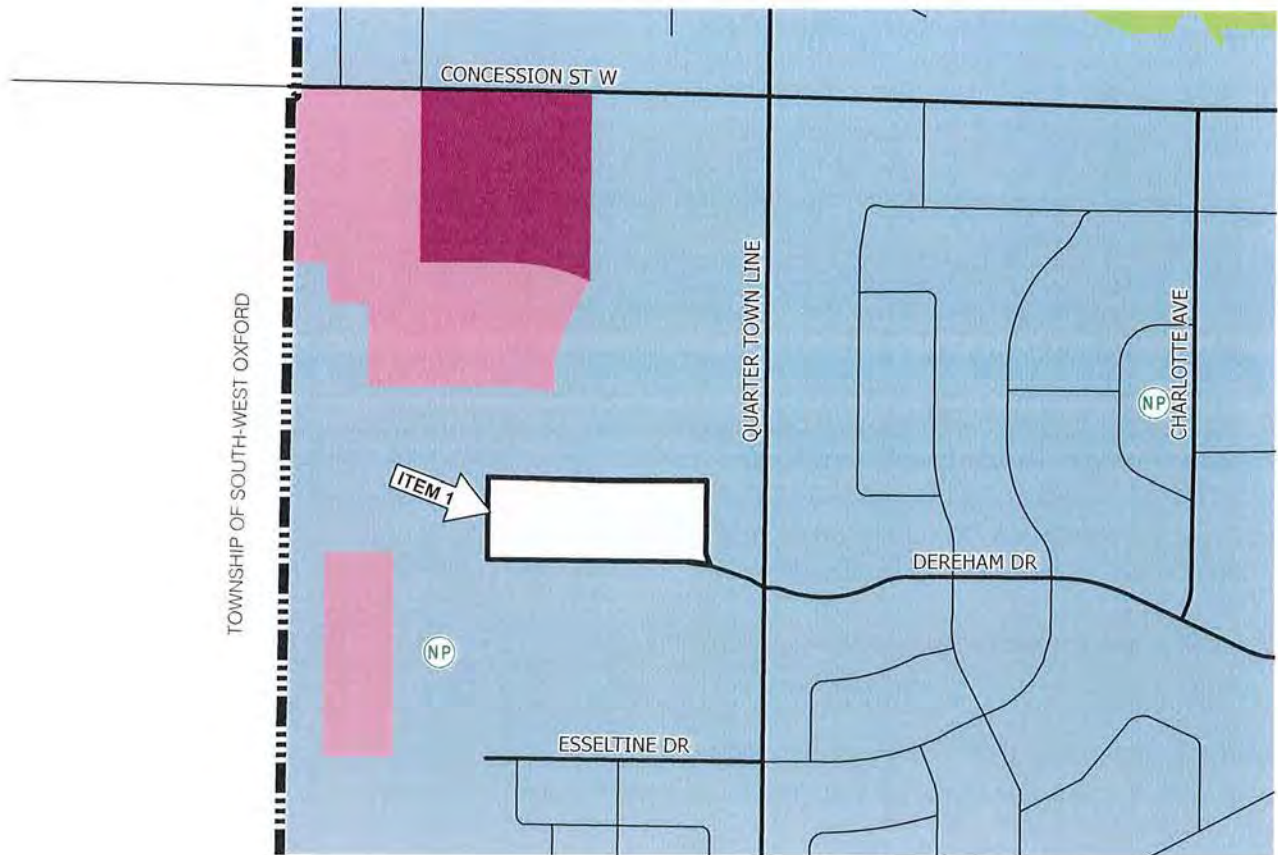 CONCESSION ST W
QUARTER TOWN LINE
CHARLOTTE AVE
NP
TOWNSHIP OF SOUTH-WEST OXFORD
ITEM 1
DEREHAM DR
NP
ESSELTINE DR